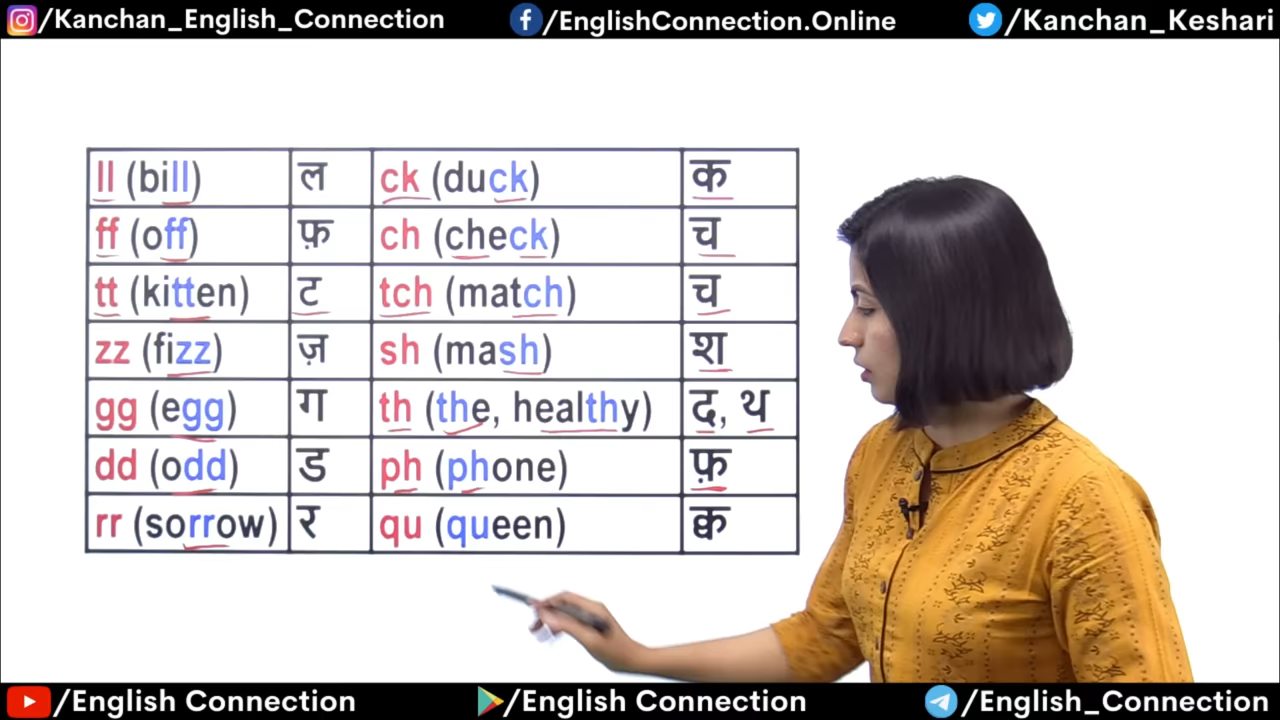 /Kanchan_English_Connection /EnglishConnection.Online /Kanchan_Keshari
ll (bill) ल ck (duck) क
ff (off) फ़ ch (check) च
tt (kitten) ट tch (match) च
zz (fizz) ज़ sh (mash) श
gg (egg) ग th (the, healthy) द, थ
dd (odd) ड ph (phone) फ़
rr (sorrow) र qu (queen) क्व
/English Connection /English Connection /English_Connection